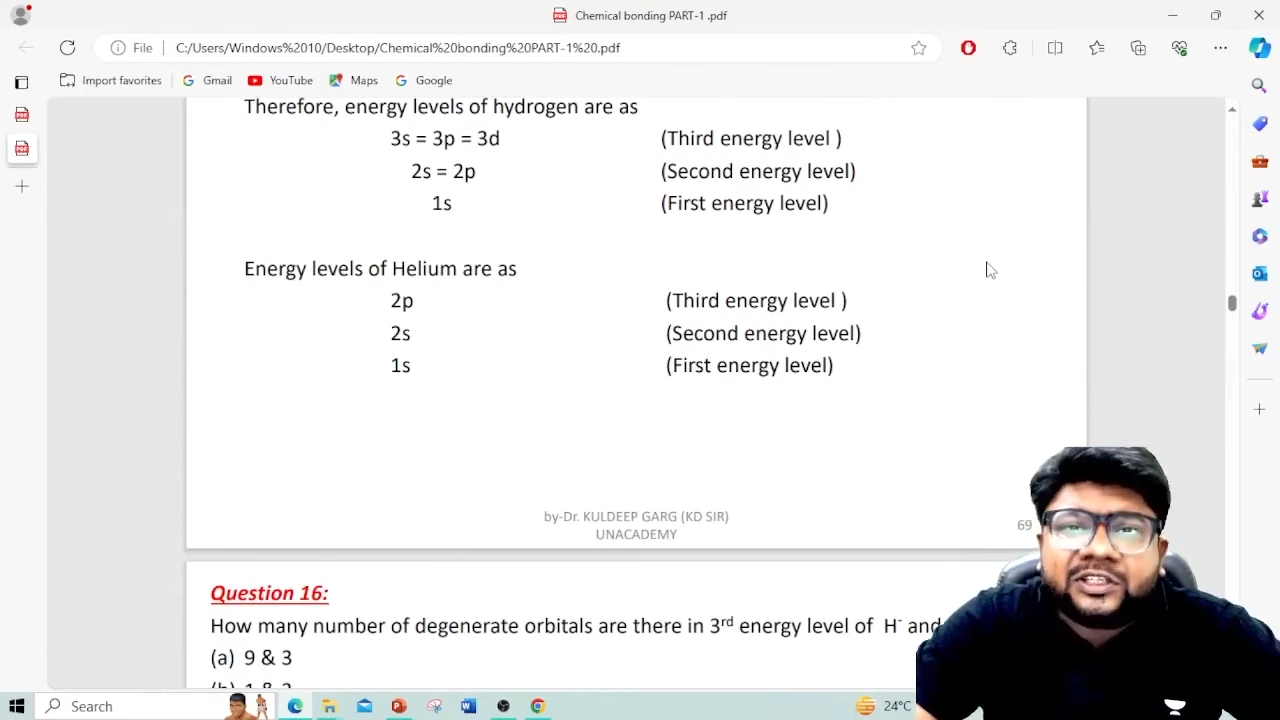 Chemical bonding PART-1 .pdf
File
C:/Users/Windows%2010/Desktop/Chemical%20bonding%20PART-1%20.pdf
Import favorites
Gmail
YouTube
Maps
Google
Therefore, energy levels of hydrogen are as
3s = 3p = 3d (Third energy level )
2s = 2p (Second energy level)
1s (First energy level)
Energy levels of Helium are as
2p (Third energy level )
2s (Second energy level)
1s (First energy level)
by-Dr. KULDEEP GARG (KD SIR)
UNACADEMY
69
Question 16:
How many number of degenerate orbitals are there in 3rd energy level of H- and
(a) 9 & 3
Search
24°C